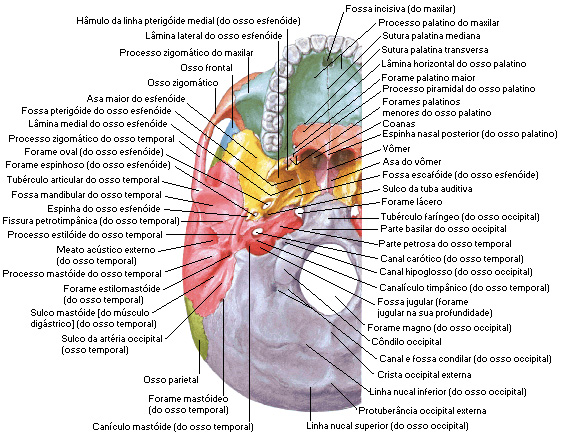 Hâmulo da linha pterigóide medial (do osso esfenóide)
Lâmina lateral do osso esfenóide
Processo zigomático do maxilar
Osso frontal
Osso zigomático
Asa maior do esfenóide
Fossa pterigóide do osso esfenóide
Lâmina medial do osso esfenóide
Processo zigomático do osso temporal
Forame oval (do osso esfenóide)
Forame espinhoso (do osso esfenóide)
Tubérculo articular do osso temporal
Fossa mandibular do osso temporal
Espinha do osso esfenóide
Fissura petrotimpânica (do osso temporal)
Processo estilóide do osso temporal
Meato acústico externo
(do osso temporal)
Processo mastóide do osso temporal
Forame estilomastóide
(do osso temporal)
Sulco mastóide [do músculo
digástrico] (do osso temporal)
Sulco da artéria occipital
(osso temporal)
Osso parietal
Forame mastóideo
(do osso temporal)
Canículo mastóide (do osso temporal)
Fossa incisiva (do maxilar)
Processo palatino do maxilar
Sutura palatina mediana
Sutura palatina transversa
Lâmina horizontal do osso palatino
Forame palatino maior
Processo piramidal do osso palatino
Forames palatinos
menores do osso palatino
Coanas
Espinha nasal posterior (do osso palatino)
Vômer
Asa do vômer
Fossa escafóide (do osso esfenóide)
Sulco da tuba auditiva
Forame lácero
Tubérculo faríngeo (do osso occipital)
Parte basilar do osso occipital
Parte petrosa do osso temporal
Canal carótico (do osso temporal)
Canal hipoglosso (do osso occipital)
Canalículo timpânico (do osso temporal)
Fossa jugular (forame
jugular na sua profundidade)
Forame magno (do osso occipital)
Côndilo occipital
Canal e fossa condilar (do osso occipital)
Crista occipital externa
Linha nucal inferior (do osso occipital)
Protuberância occipital externa
Linha nucal superior (do osso occipital)